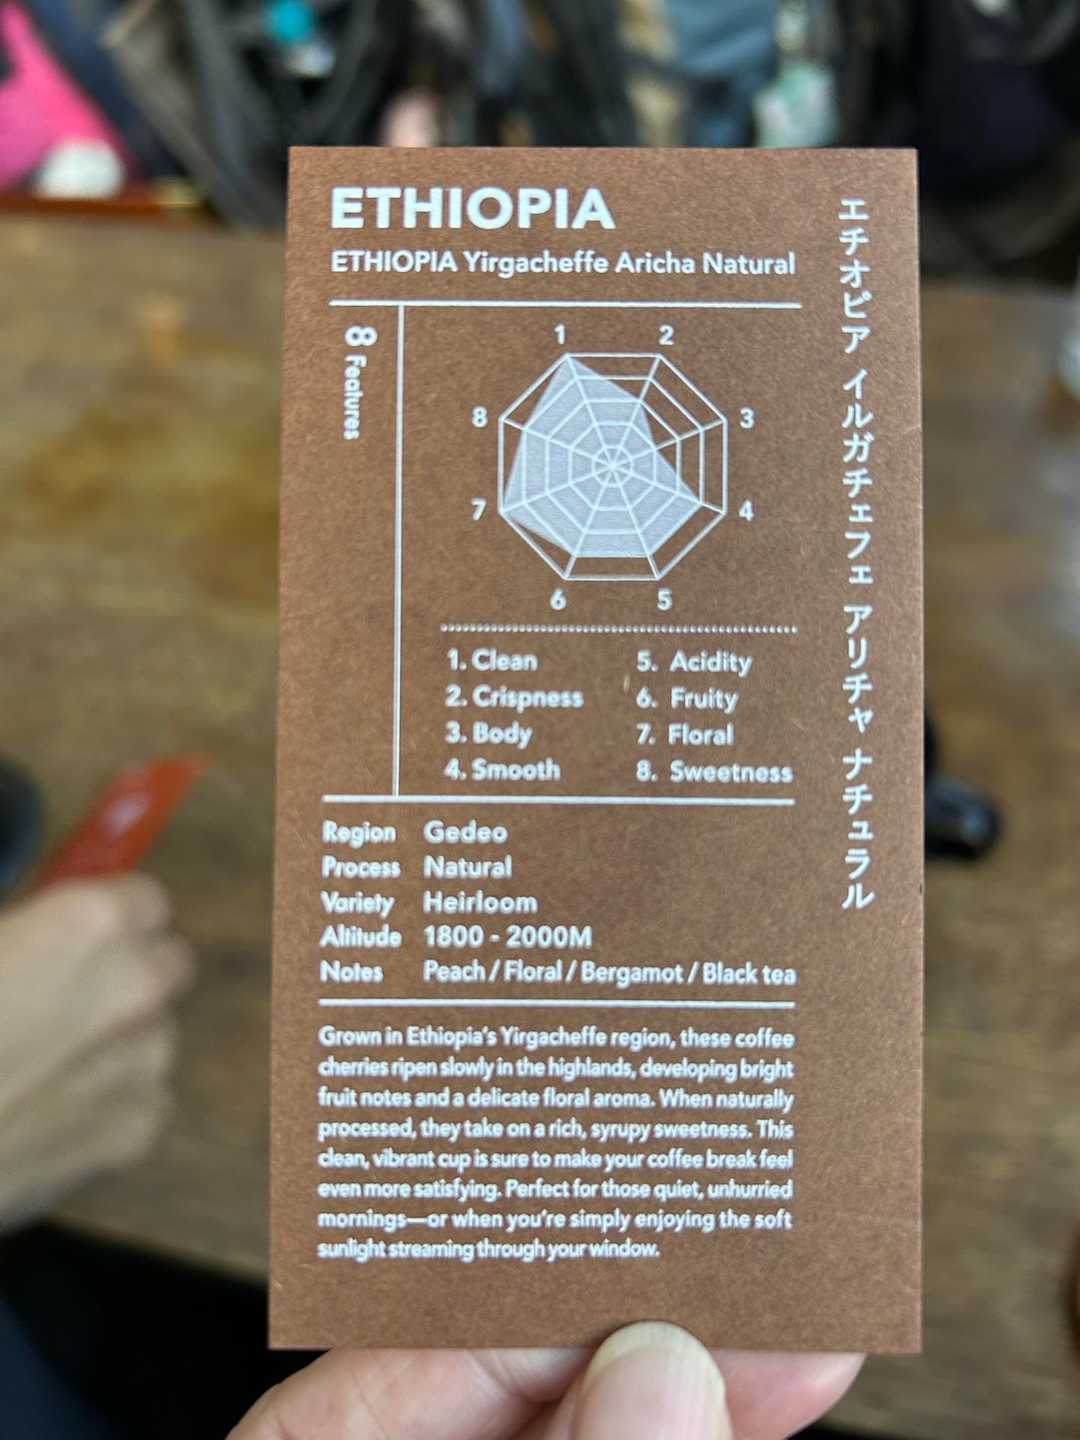 ETHIOPIA
ETHIOPIA Yirgacheffe Aricha Natural
エチオピア イルガチェフェ アリチャ ナチュラル
8 Features
1
2
3
4
5
6
7
8
1. Clean
2. Crispness
3. Body
4. Smooth
5. Acidity
6. Fruity
7. Floral
8. Sweetness
Region Gedeo
Process Natural
Variety Heirloom
Altitude 1800 - 2000M
Notes Peach / Floral / Bergamot / Black tea
Grown in Ethiopia's Yirgacheffe region, these coffee
cherries ripen slowly in the highlands, developing bright
fruit notes and a delicate floral aroma. When naturally
processed, they take on a rich, syrupy sweetness. This
clean, vibrant cup is sure to make your coffee break feel
even more satisfying. Perfect for those quiet, unhurried
mornings—or when you're simply enjoying the soft
sunlight streaming through your window.